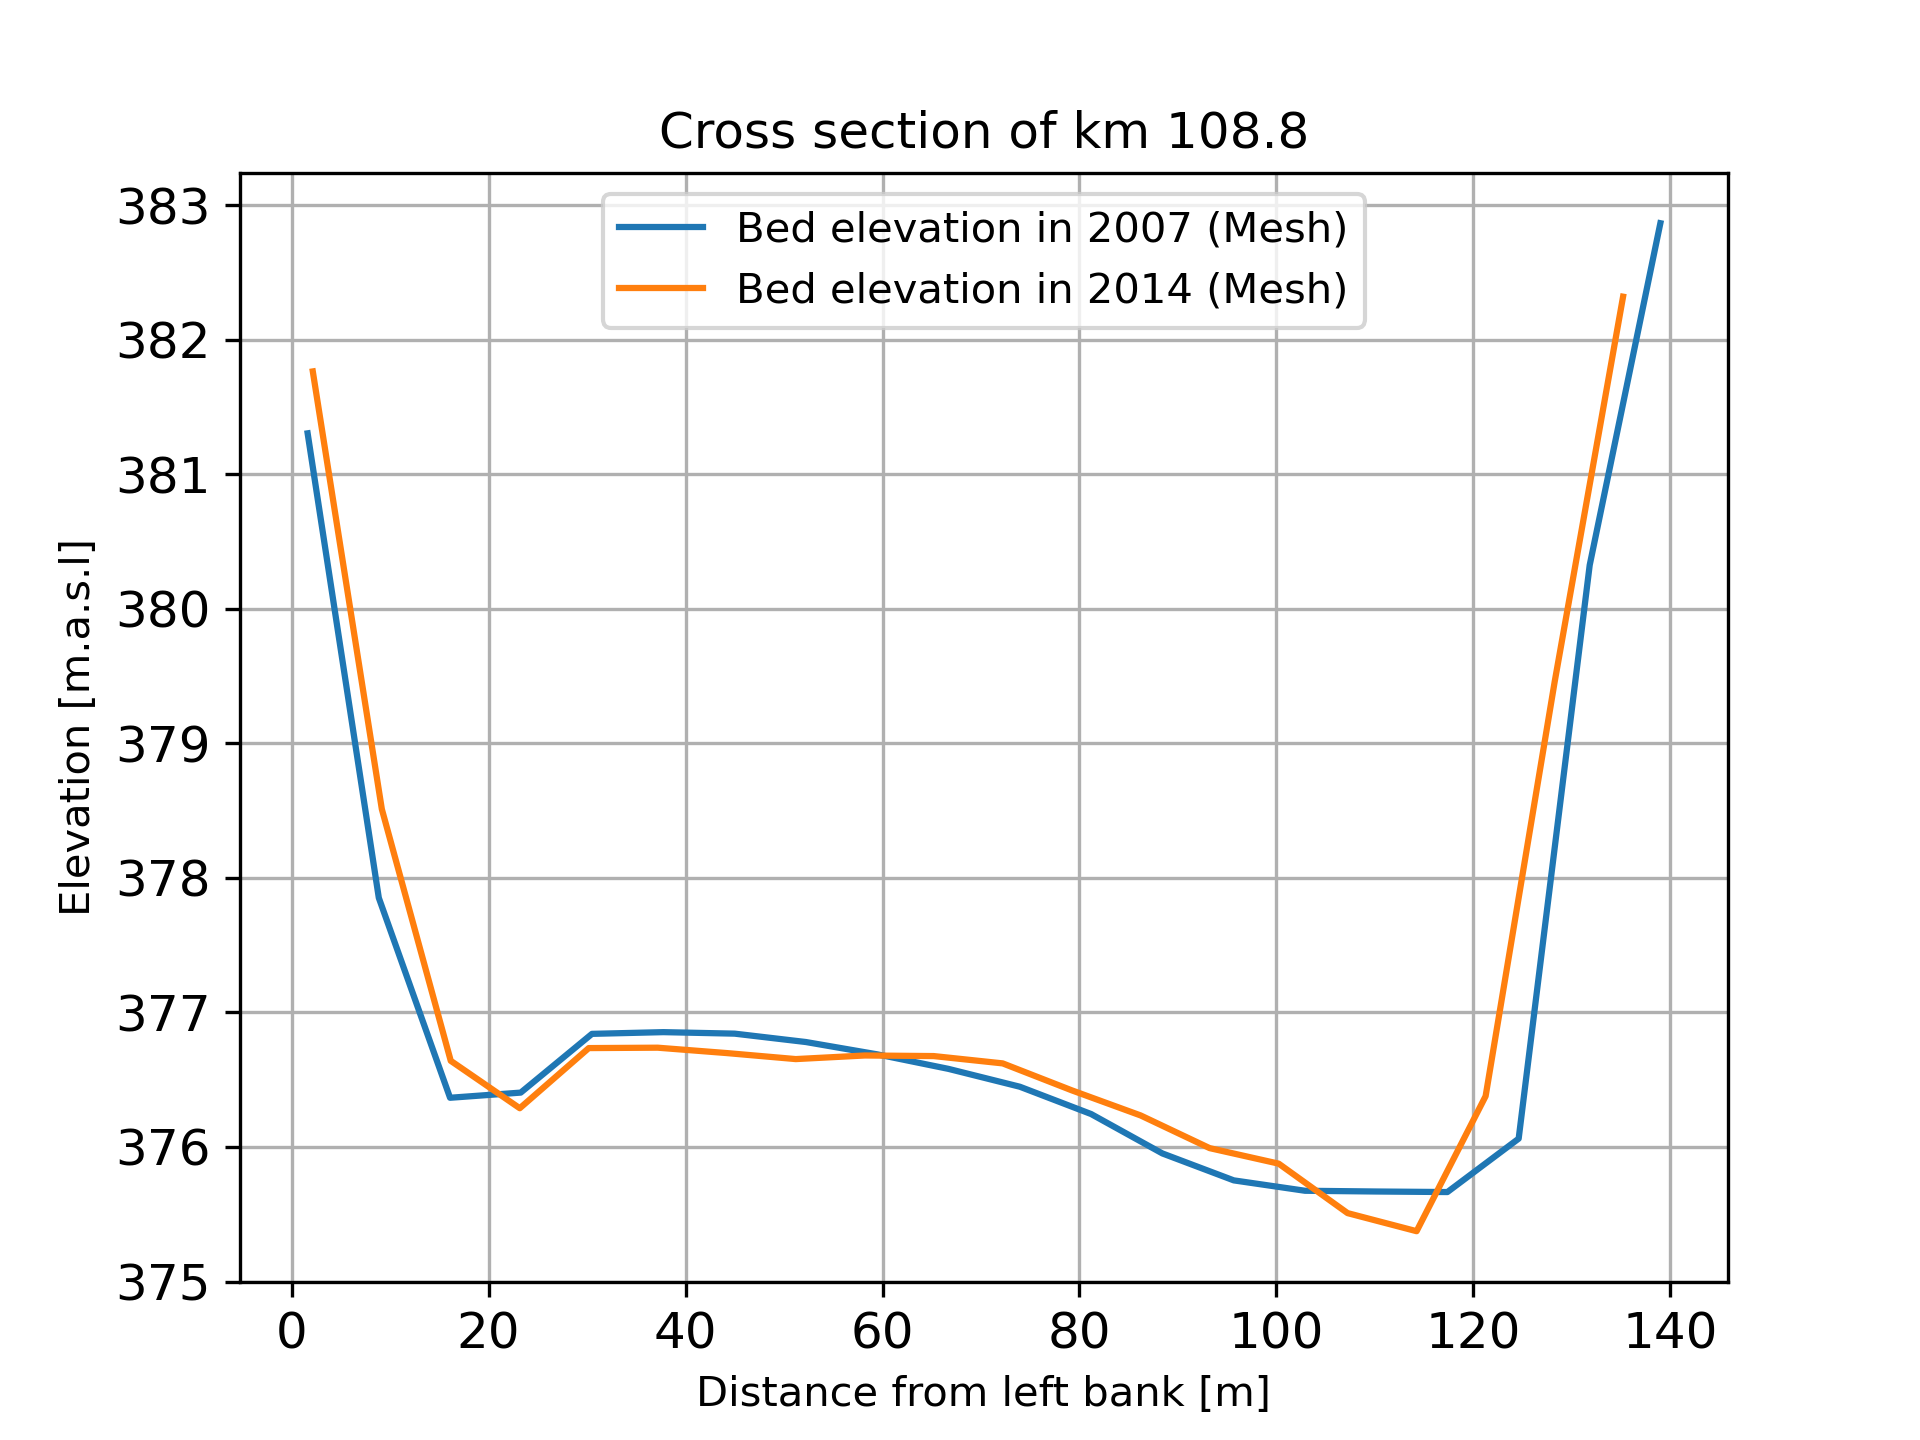 Cross section of km 108.8
Bed elevation in 2007 (Mesh)
Bed elevation in 2014 (Mesh)
Elevation [m.a.s.l]
383
382
381
380
379
378
377
376
375
0 20 40 60 80 100 120 140
Distance from left bank [m]